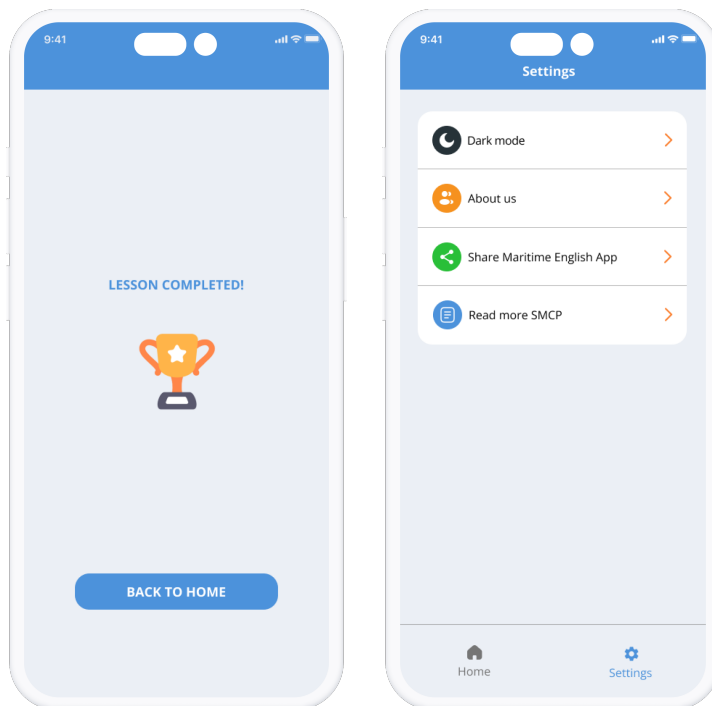 9:41
LESSON COMPLETED!
BACK TO HOME
9:41
Settings
Dark mode
About us
Share Maritime English App
Read more SMCP
Home
Settings